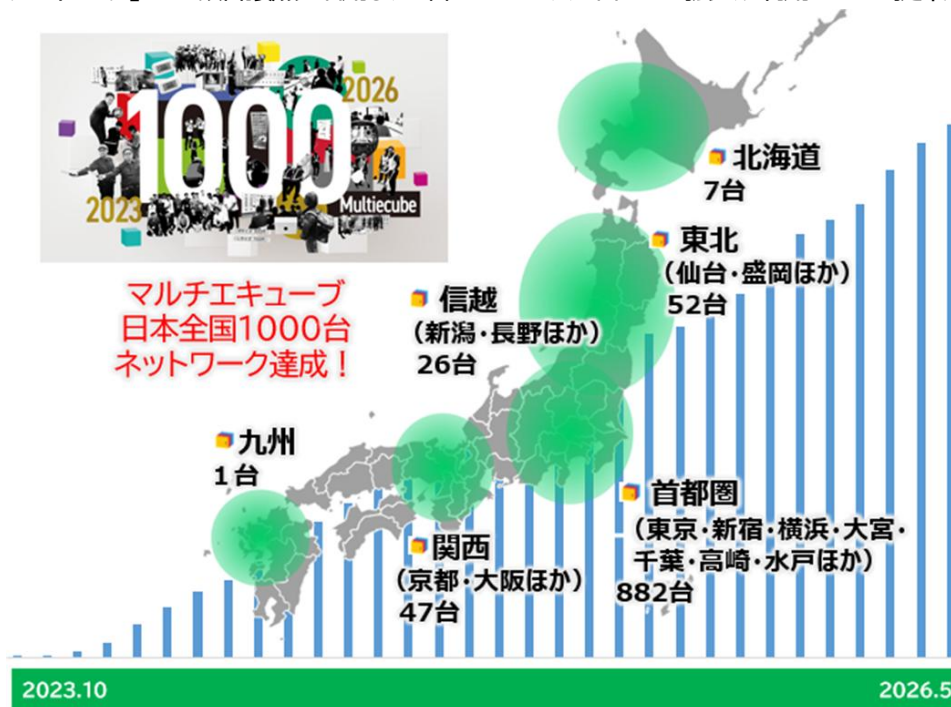 2026
1000
2023
Multiecube
マルチエキューブ
日本全国1000台
ネットワーク達成！
北海道
7台
東北
（仙台・盛岡ほか）
52台
信越
（新潟・長野ほか）
26台
九州
1台
関西
（京都・大阪ほか）
47台
首都圏
（東京・新宿・横浜・大宮・
千葉・高崎・水戸ほか）
882台
2023.10
2026.5